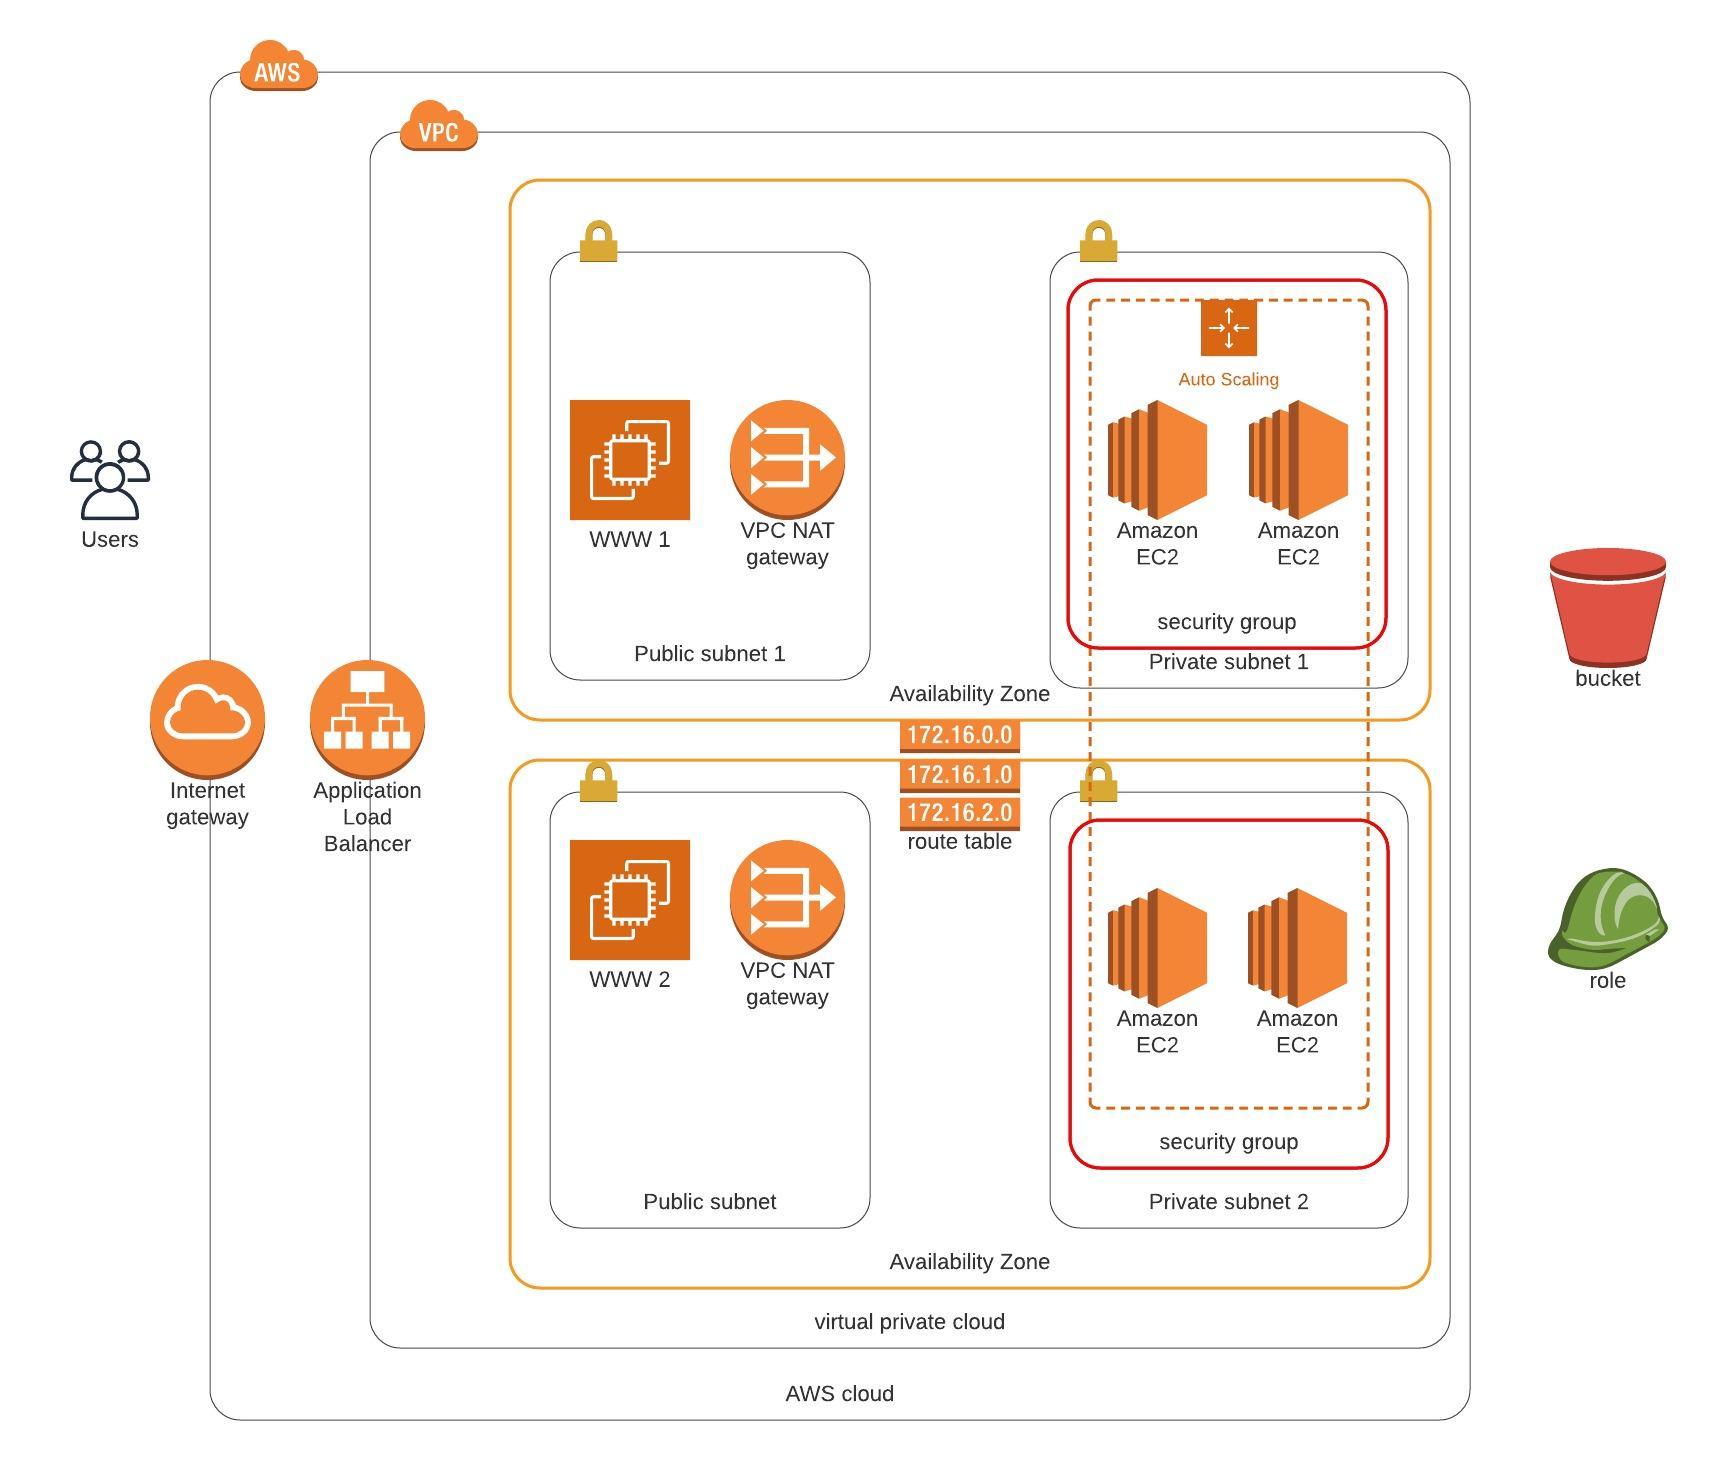 AWS
VPC
Auto Scaling
WWW 1
VPC NAT
gateway
Amazon
EC2
Amazon
EC2
Users
security group
Public subnet 1
Private subnet 1
bucket
Availability Zone
172.16.0.0
172.16.1.0
172.16.2.0
route table
Internet
gateway
Application
Load
Balancer
WWW 2
VPC NAT
gateway
Amazon
EC2
Amazon
EC2
role
security group
Public subnet
Private subnet 2
Availability Zone
virtual private cloud
AWS cloud